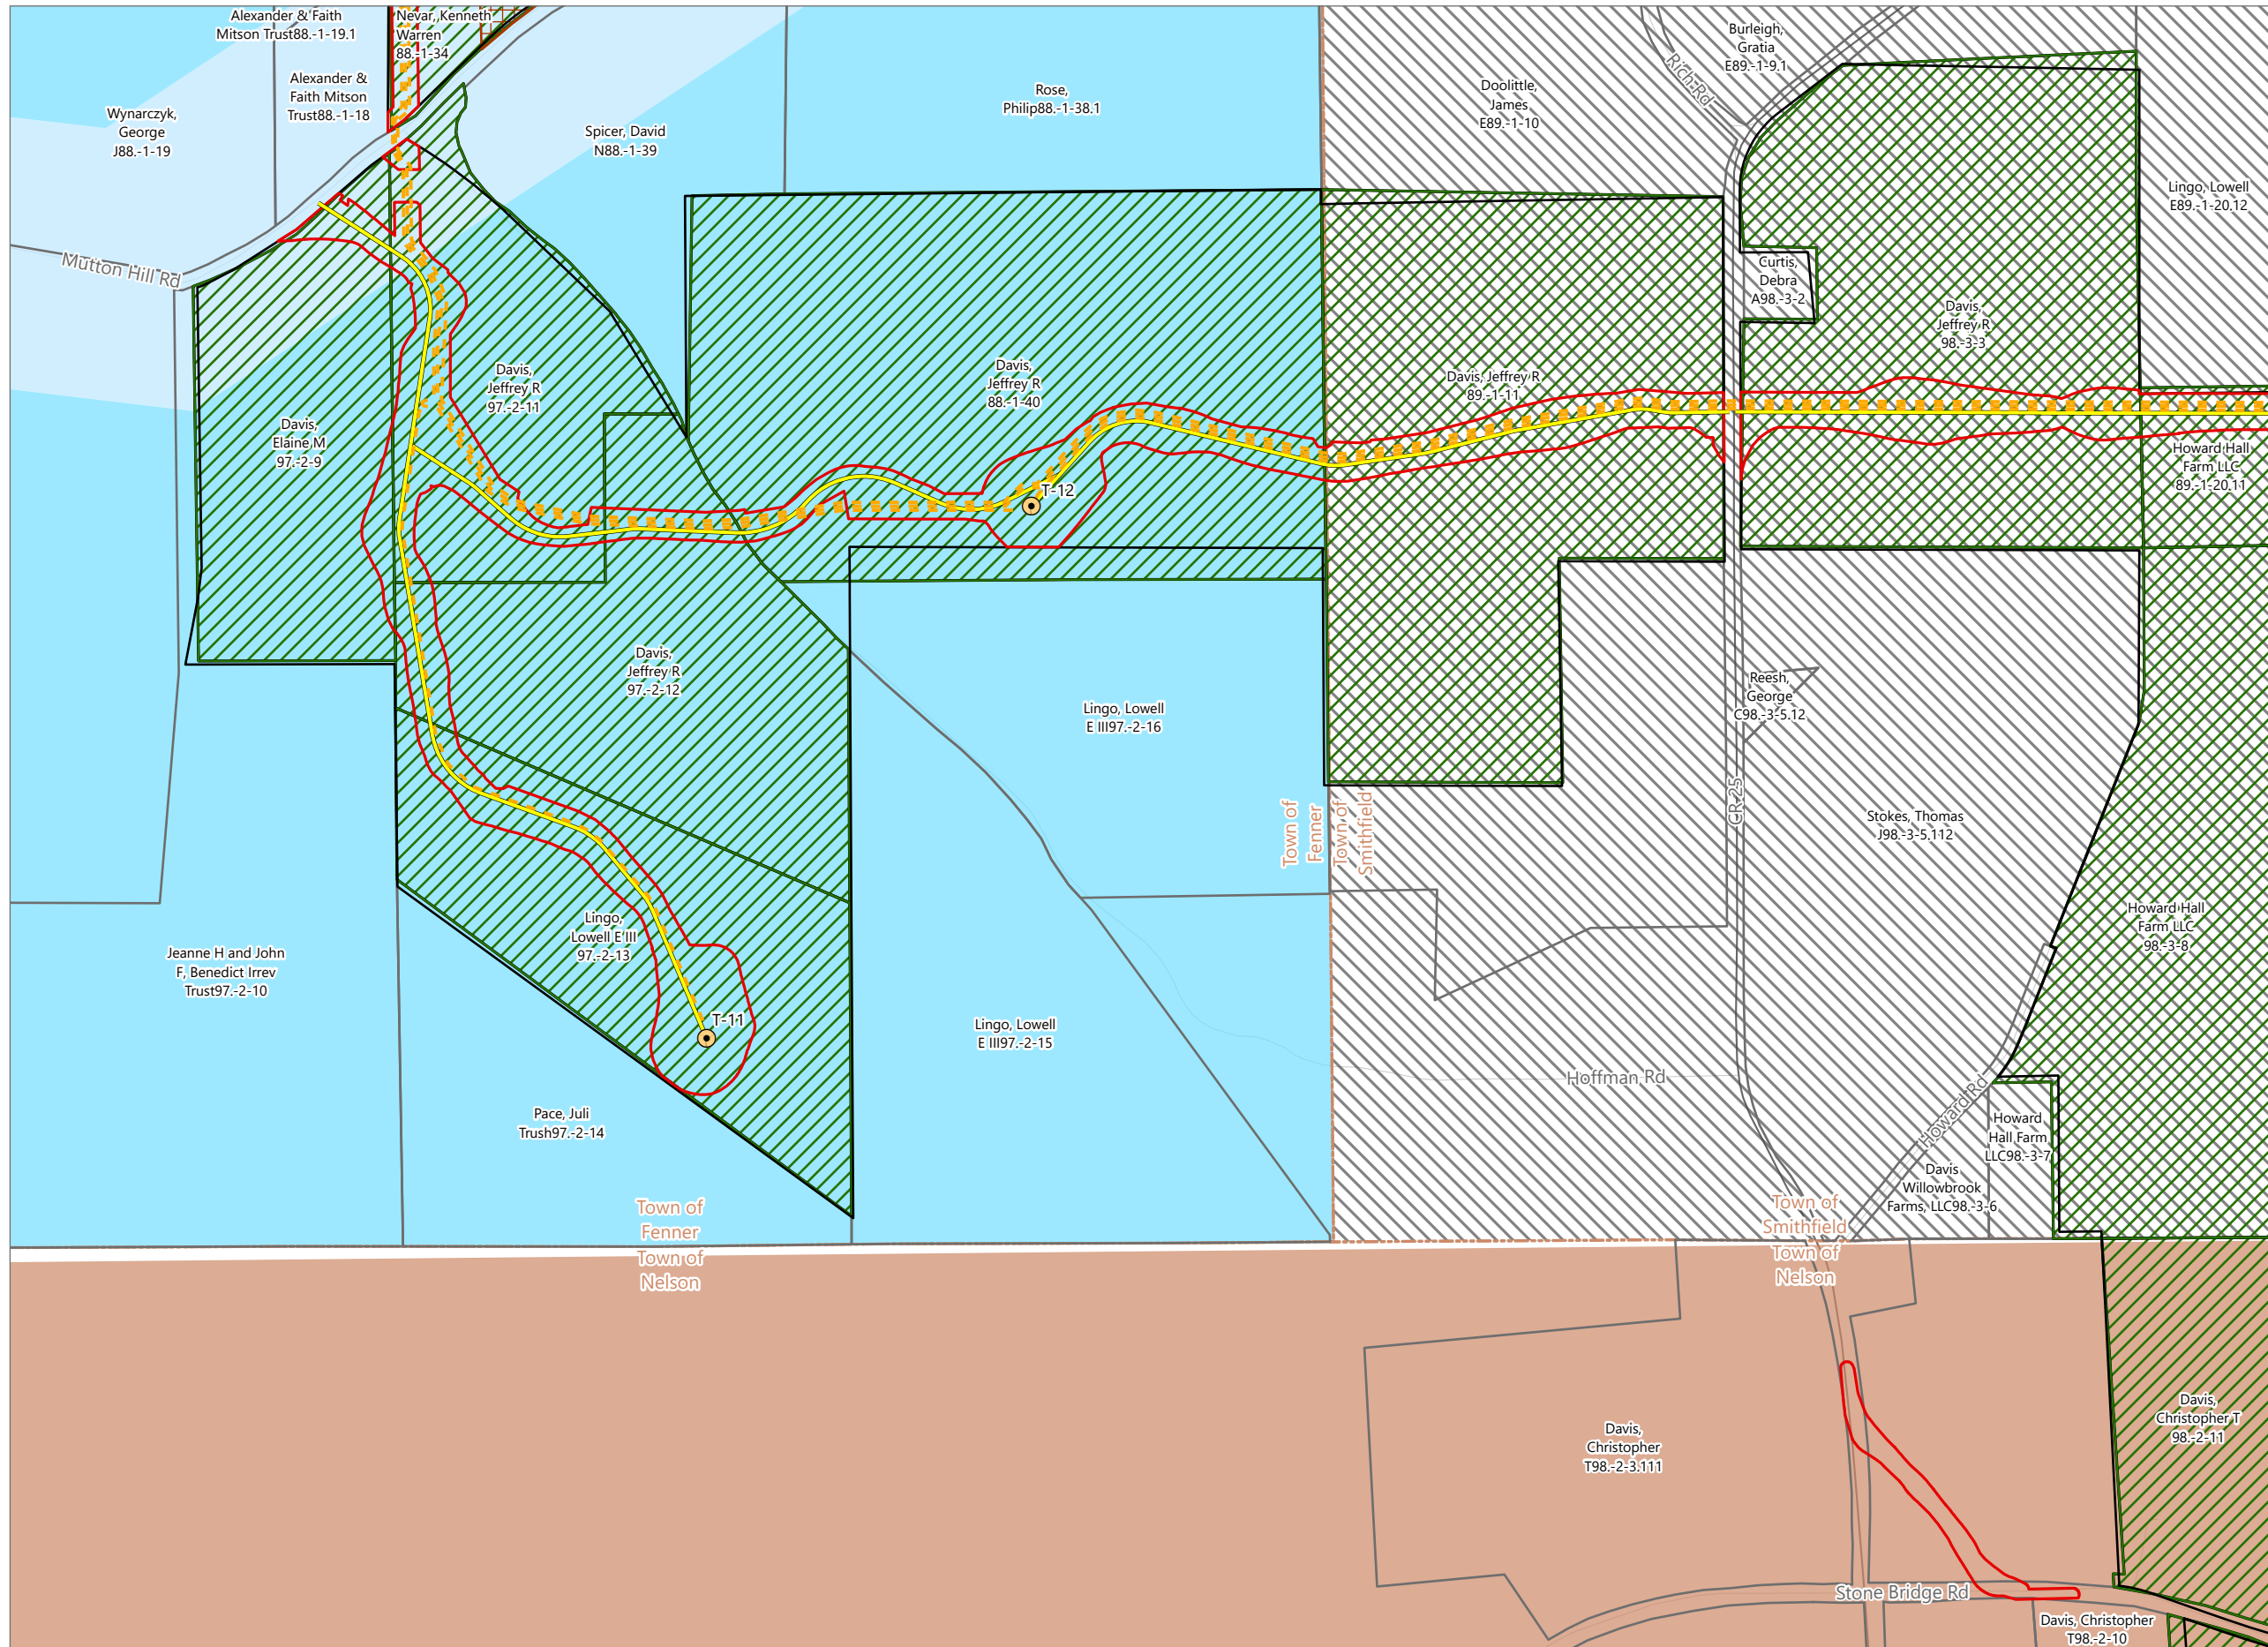 Alexander & Faith
Mitson Trust88.-1-19.1
Nevar, Kenneth
Warren
88.-1-34
Alexander &
Faith Mitson
Trust88.-1-18
Wynarczyk,
George
J88.-1-19
Spicer, David
N88.-1-39
Rose,
Philip88.-1-38.1
Doolittle,
James
E89.-1-10
Rich Rd
Burleigh,
Gratia
E89.-1-9.1
Lingo, Lowell
E89.-1-20.12
Mutton Hill Rd
Curtis,
Debra
A98.-3-2
Davis,
Jeffrey R
98.-3-3
Davis,
Jeffrey R
97.-2-11
Davis,
Jeffrey R
88.-1-40
Davis, Jeffrey R
89.-1-11
Davis,
Elaine M
97.-2-9
Howard Hall
Farm LLC
89.-1-20.11
T-12
Davis,
Jeffrey R
97.-2-12
Lingo, Lowell
E III97.-2-16
Reesh,
George
C98.-3-5.12
CR 25
Town of
Fenner
Town of
Smithfield
Stokes, Thomas
J98.-3-5.112
Lingo,
Lowell E III
97.-2-13
Howard Hall
Farm LLC
98.-3-8
Jeanne H and John
F, Benedict Irrev
Trust97.-2-10
T-11
Lingo, Lowell
E III97.-2-15
Hoffman Rd
Howard Rd
Pace, Juli
Trush97.-2-14
Howard
Hall Farm
LLC98.-3-7
Davis
Willowbrook
Farms, LLC98.-3-6
Town of
Fenner
Town of
Nelson
Town of
Smithfield
Town of
Nelson
Davis,
Christopher T
98.-2-11
Davis,
Christopher
T98.-2-3.111
Stone Bridge Rd
Davis, Christopher
T98.-2-10